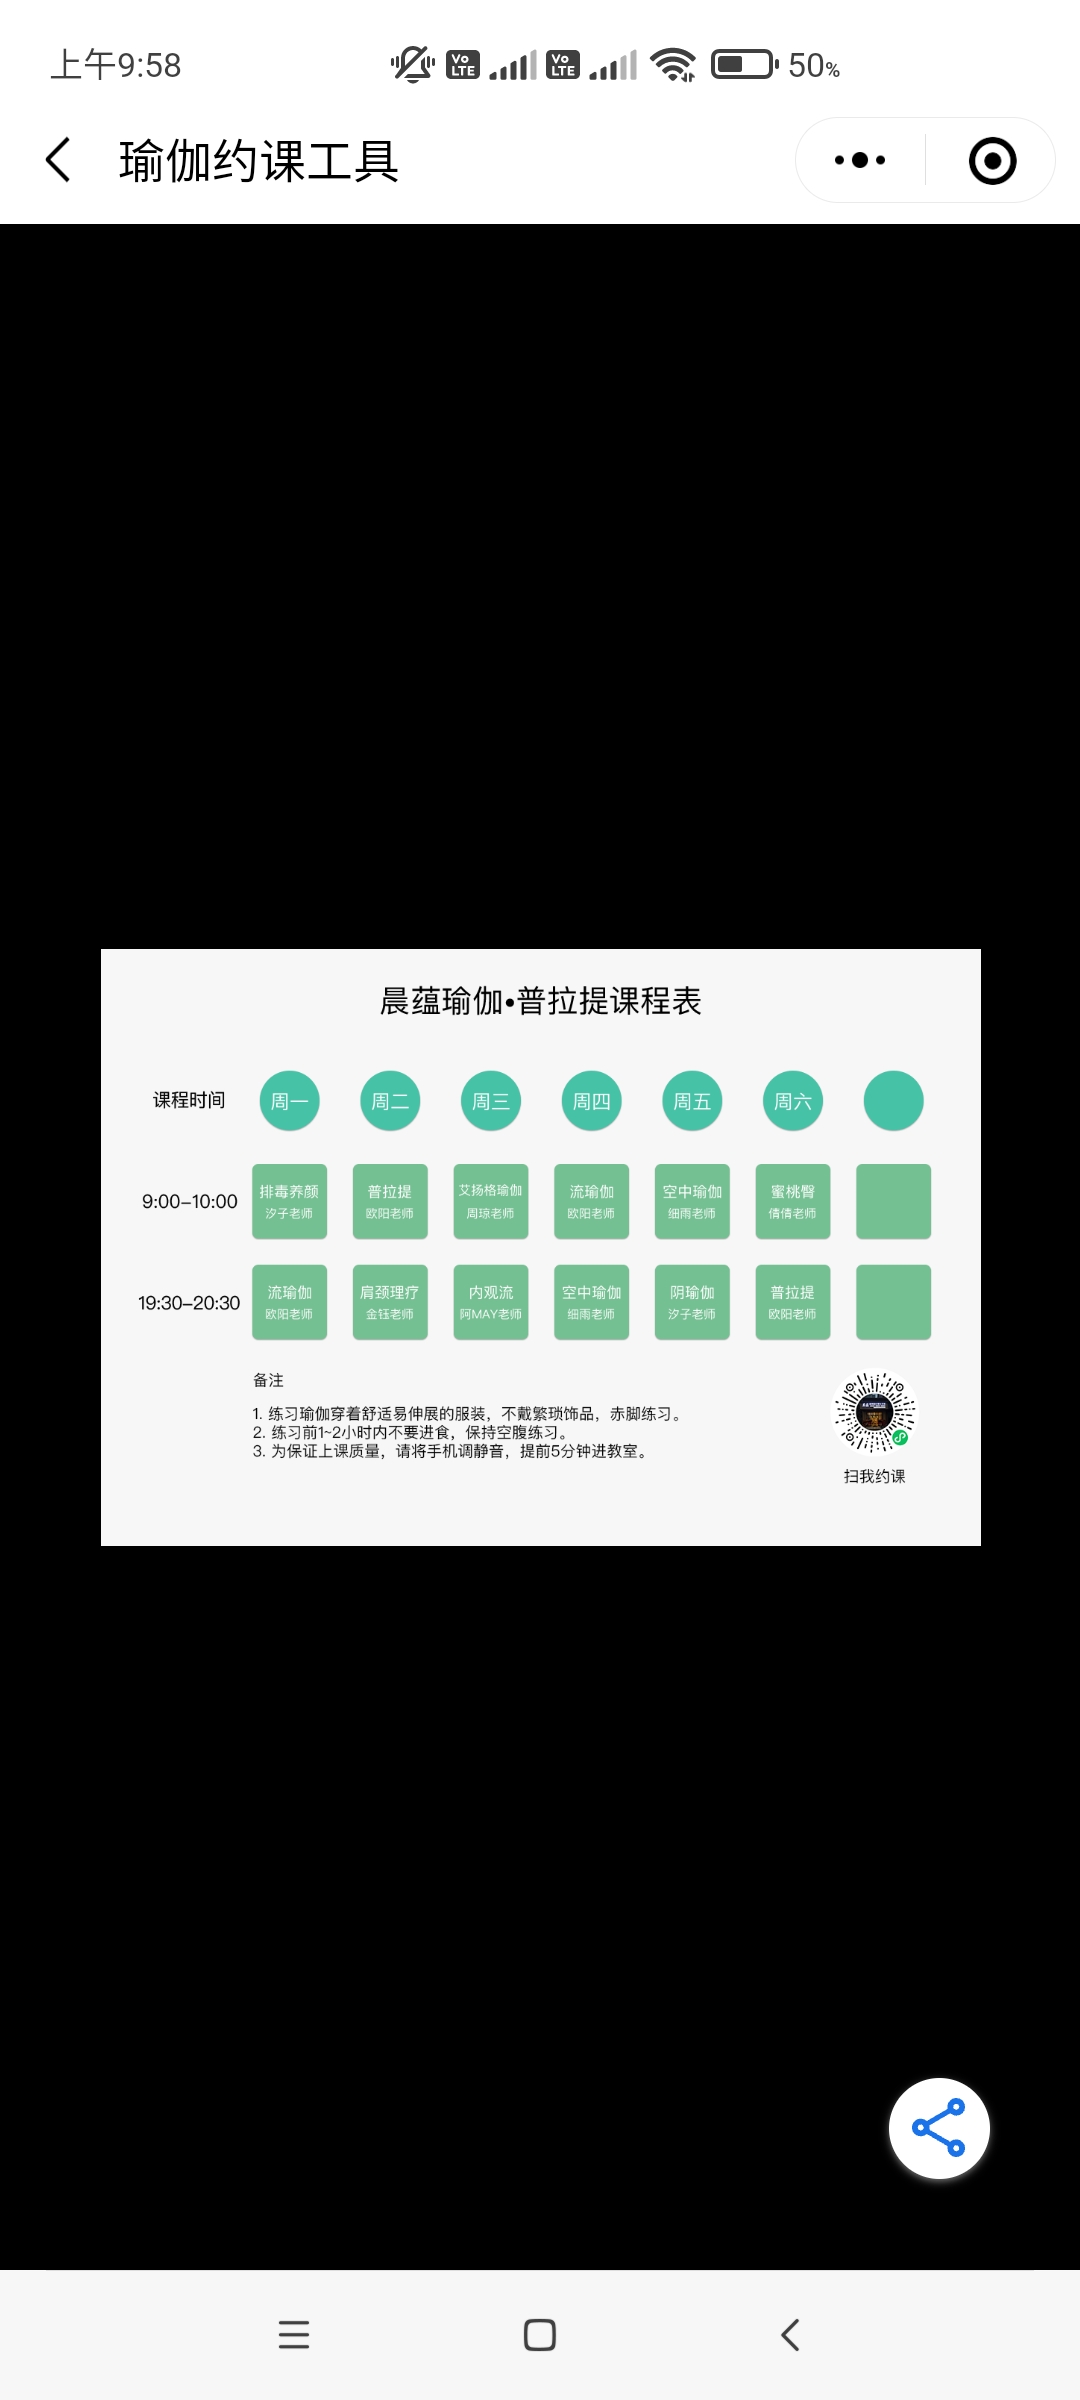 上午9:58
Vo LTE
Vo LTE
50%
瑜伽约课工具
晨蕴瑜伽•普拉提课程表
课程时间 周一 周二 周三 周四 周五 周六
9:00-10:00 排毒养颜 普拉提 艾扬格瑜伽 流瑜伽 空中瑜伽 蜜桃臀
汐子老师 欧阳老师 周琼老师 欧阳老师 细雨老师 倩倩老师
19:30-20:30 流瑜伽 肩颈理疗 内观流 空中瑜伽 阴瑜伽 普拉提
欧阳老师 金钰老师 阿MAY老师 细雨老师 汐子老师 欧阳老师
备注
1. 练习瑜伽穿着舒适易伸展的服装，不戴繁琐饰品，赤脚练习。
2. 练习前1~2小时内不要进食，保持空腹练习。
3. 为保证上课质量，请将手机调静音，提前5分钟进教室。
扫我约课